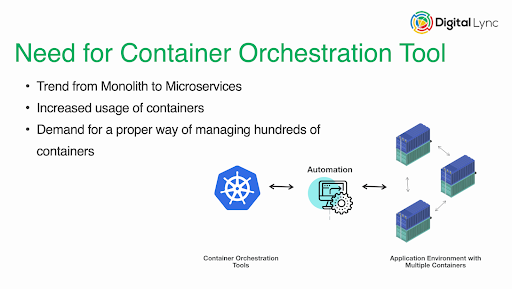 Digital Lync
Need for Container Orchestration Tool
• Trend from Monolith to Microservices
• Increased usage of containers
• Demand for a proper way of managing hundreds of
containers
Automation
Container Orchestration
Tools
Application Environment with
Multiple Containers